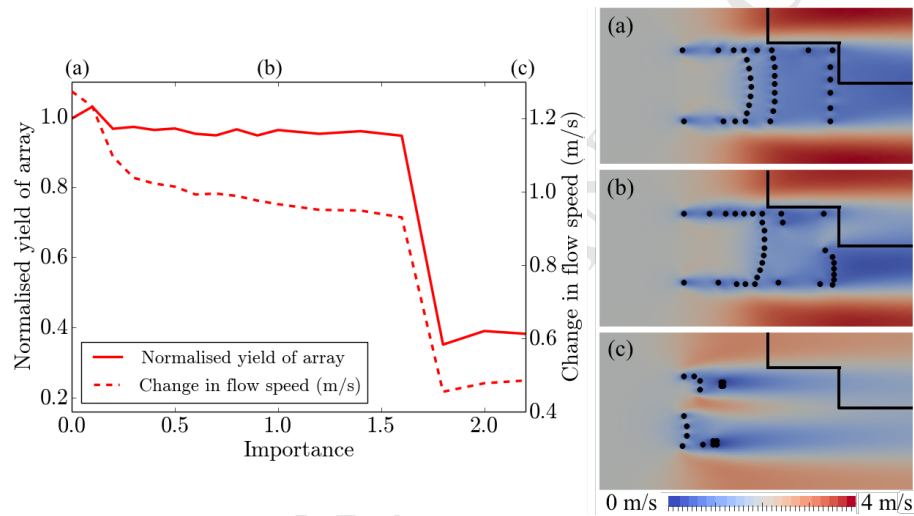 (a) (b) (c)
1.0
0.8
0.6
0.4
0.2
Normalised yield of array
1.2
1.0
0.8
0.6
0.4
Change in flow speed (m/s)
Normalised yield of array
Change in flow speed (m/s)
0.0 0.5 1.0 1.5 2.0
Importance
(a)
(b)
(c)
0 m/s 4 m/s